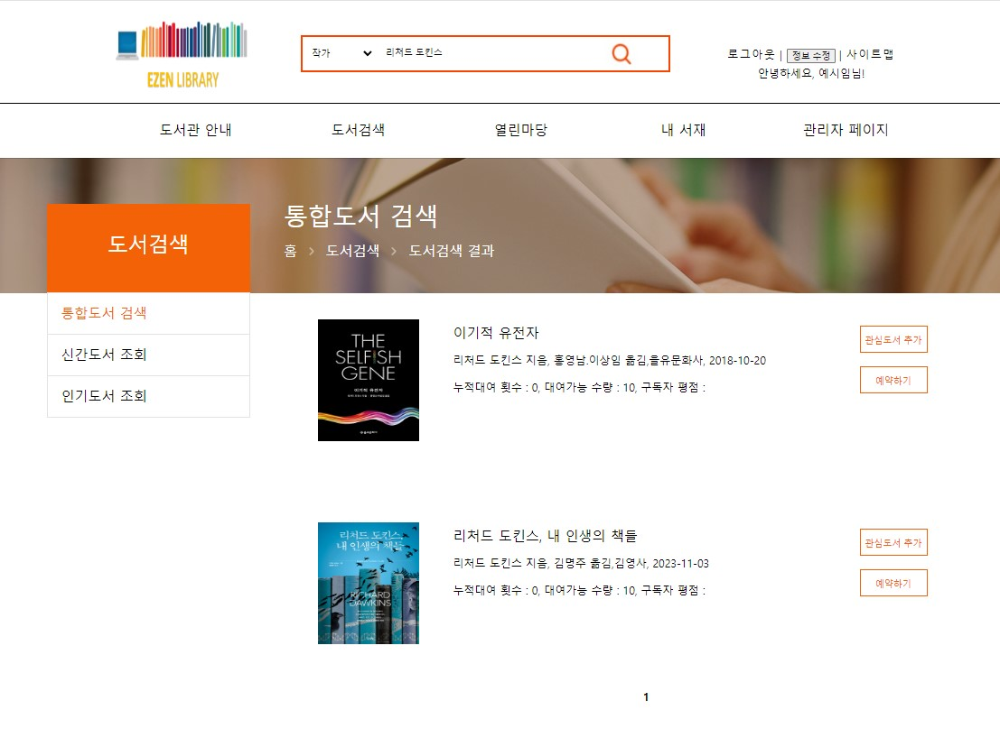 EZEN LIBRARY
작가 리처드 도킨스
로그아웃 | 정보 수정 | 사이트맵
안녕하세요, 예시임님!
도서관 안내 도서검색 열린마당 내 서재 관리자 페이지
통합도서 검색
홈 > 도서검색 > 도서검색 결과
도서검색
통합도서 검색
신간도서 조회
인기도서 조회
THE
SELFISH
GENE
이기적 유전자
이기적 유전자
리처드 도킨스 지음, 홍영남.이상임 옮김,을유문화사, 2018-10-20
누적대여 횟수 : 0, 대여가능 수량 : 10, 구독자 평점 :
관심도서 추가
예약하기
리처드 도킨스,
내 인생의 책들
RICHARD
DAWKINS
리처드 도킨스, 내 인생의 책들
리처드 도킨스 지음, 김명주 옮김,김영사, 2023-11-03
누적대여 횟수 : 0, 대여가능 수량 : 10, 구독자 평점 :
관심도서 추가
예약하기
1